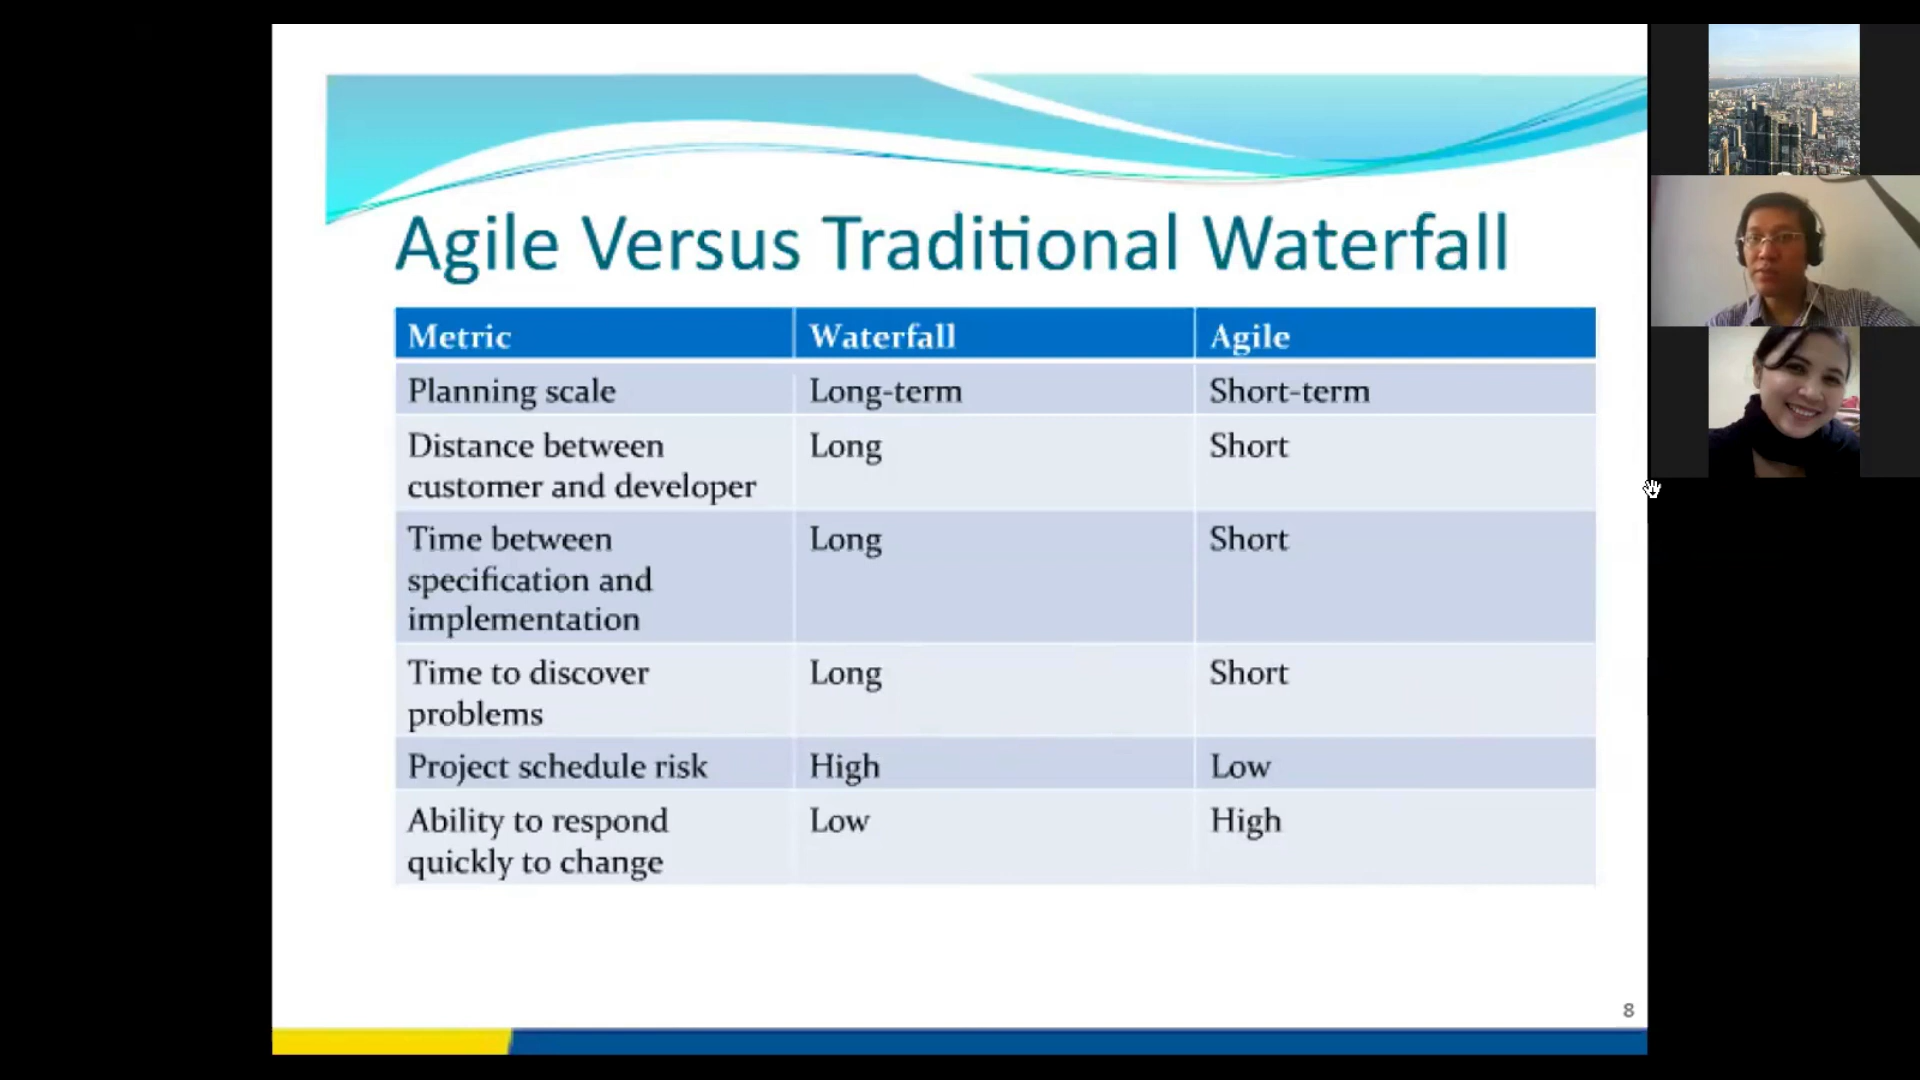 Agile Versus Traditional Waterfall
Metric Waterfall Agile
Planning scale Long-term Short-term
Distance between Long Short
customer and developer
Time between Long Short
specification and
implementation
Time to discover Long Short
problems
Project schedule risk High Low
Ability to respond Low High
quickly to change
8